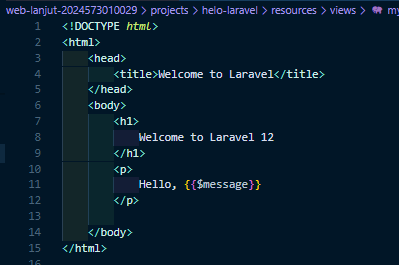 web-lanjut-2024573010029 > projects > helo-laravel > resources > views > my
1 <!DOCTYPE html>
2 <html>
3 <head>
4 <title>Welcome to Laravel</title>
5 </head>
6 <body>
7 <h1>
8 Welcome to Laravel 12
9 </h1>
10 <p>
11 Hello, {{$message}}
12 </p>
13
14 </body>
15 </html>